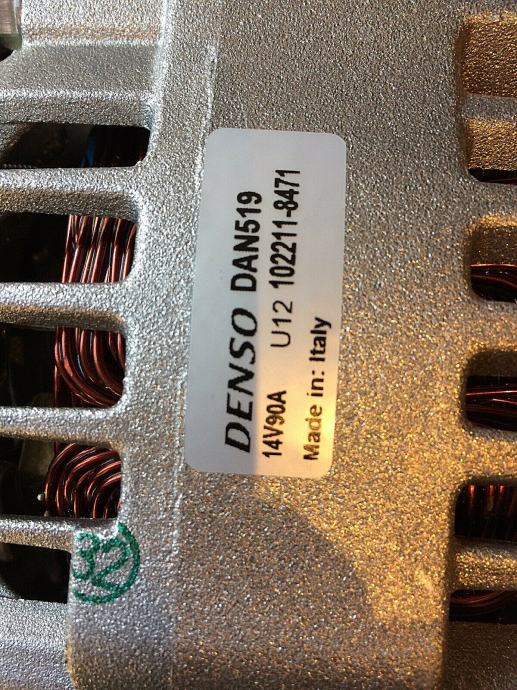 DENSO DAN519
14V90A U12 102211-8471
Made in: Italy
32